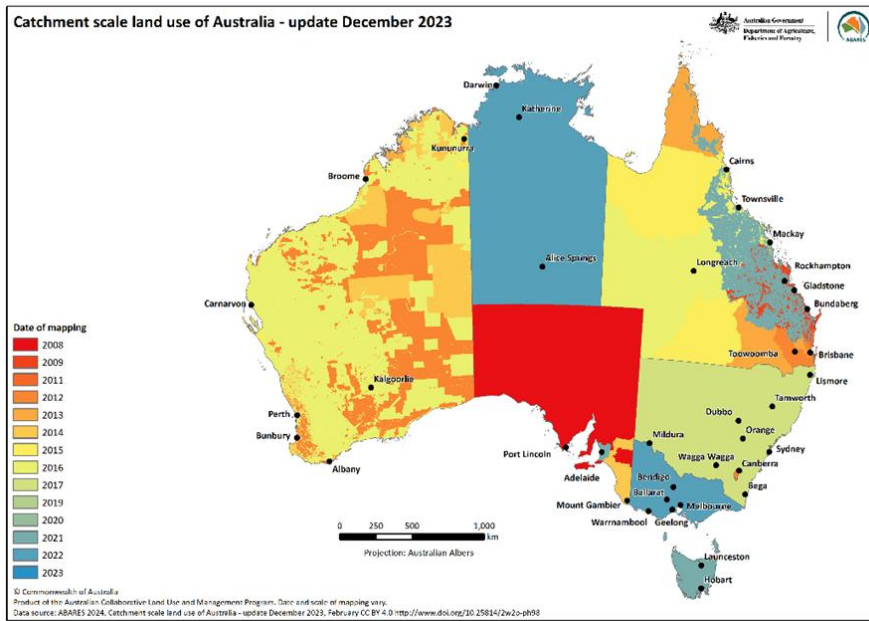 Catchment scale land use of Australia - update December 2023
Australian Government
Department of Agriculture,
Fisheries and Forestry
ABARES
Darwin
Katherine
Kununurra
Broome
Cairns
Townsville
Mackay
Alice Springs
Longreach
Rockhampton
Gladstone
Bundaberg
Carnarvon
Toowoomba
Brisbane
Lismore
Kalgoorlie
Tamworth
Dubbo
Perth
Orange
Bunbury
Mildura
Sydney
Port Lincoln
Wagga Wagga
Albany
Canberra
Adelaide
Bendigo
Bega
Ballarat
Mount Gambier
Melbourne
Warrnambool
Geelong
Launceston
Hobart
Date of mapping
2008
2009
2011
2012
2013
2014
2015
2016
2017
2019
2020
2021
2022
2023
0 250 500 1,000
km
Projection: Australian Albers
© Commonwealth of Australia
Product of the Australian Collaborative Land Use and Management Program. Date and scale of mapping vary.
Data source: ABARES 2024, Catchment scale land use of Australia - update December 2023, February CC BY 4.0 http://www.doi.org/10.25814/2w2o-ph98